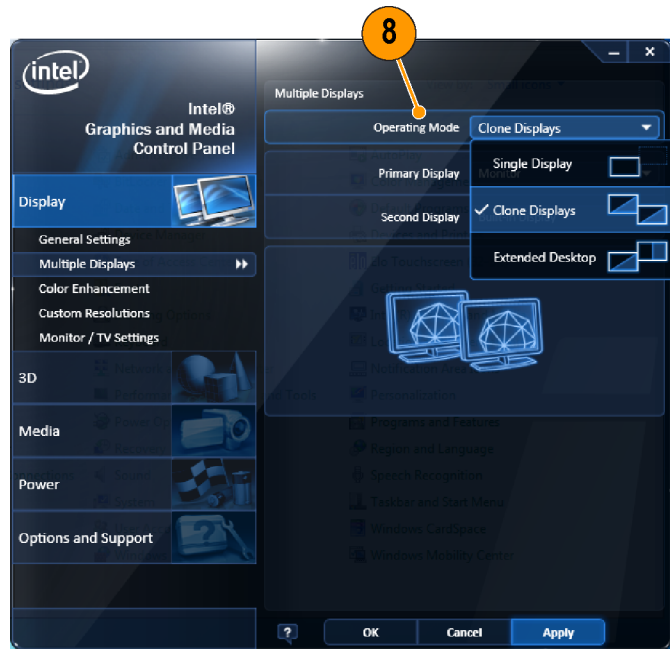 8
intel
Intel®
Graphics and Media
Control Panel
Display
General Settings
Multiple Displays
Color Enhancement
Custom Resolutions
Monitor / TV Settings
3D
Media
Power
Options and Support
Multiple Displays
Operating Mode Clone Displays
Primary Display Monitor
Second Display
Single Display
Clone Displays
Extended Desktop
Personalization
Programs and Features
Region and Language
Speech Recognition
Taskbar and Start Menu
Windows CardSpace
Windows Mobility Center
? OK Cancel Apply